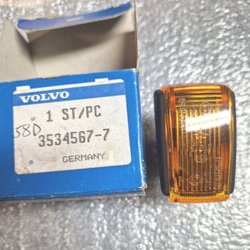 VOLVO
1 ST/PC
58D
3534567-7
GERMANY